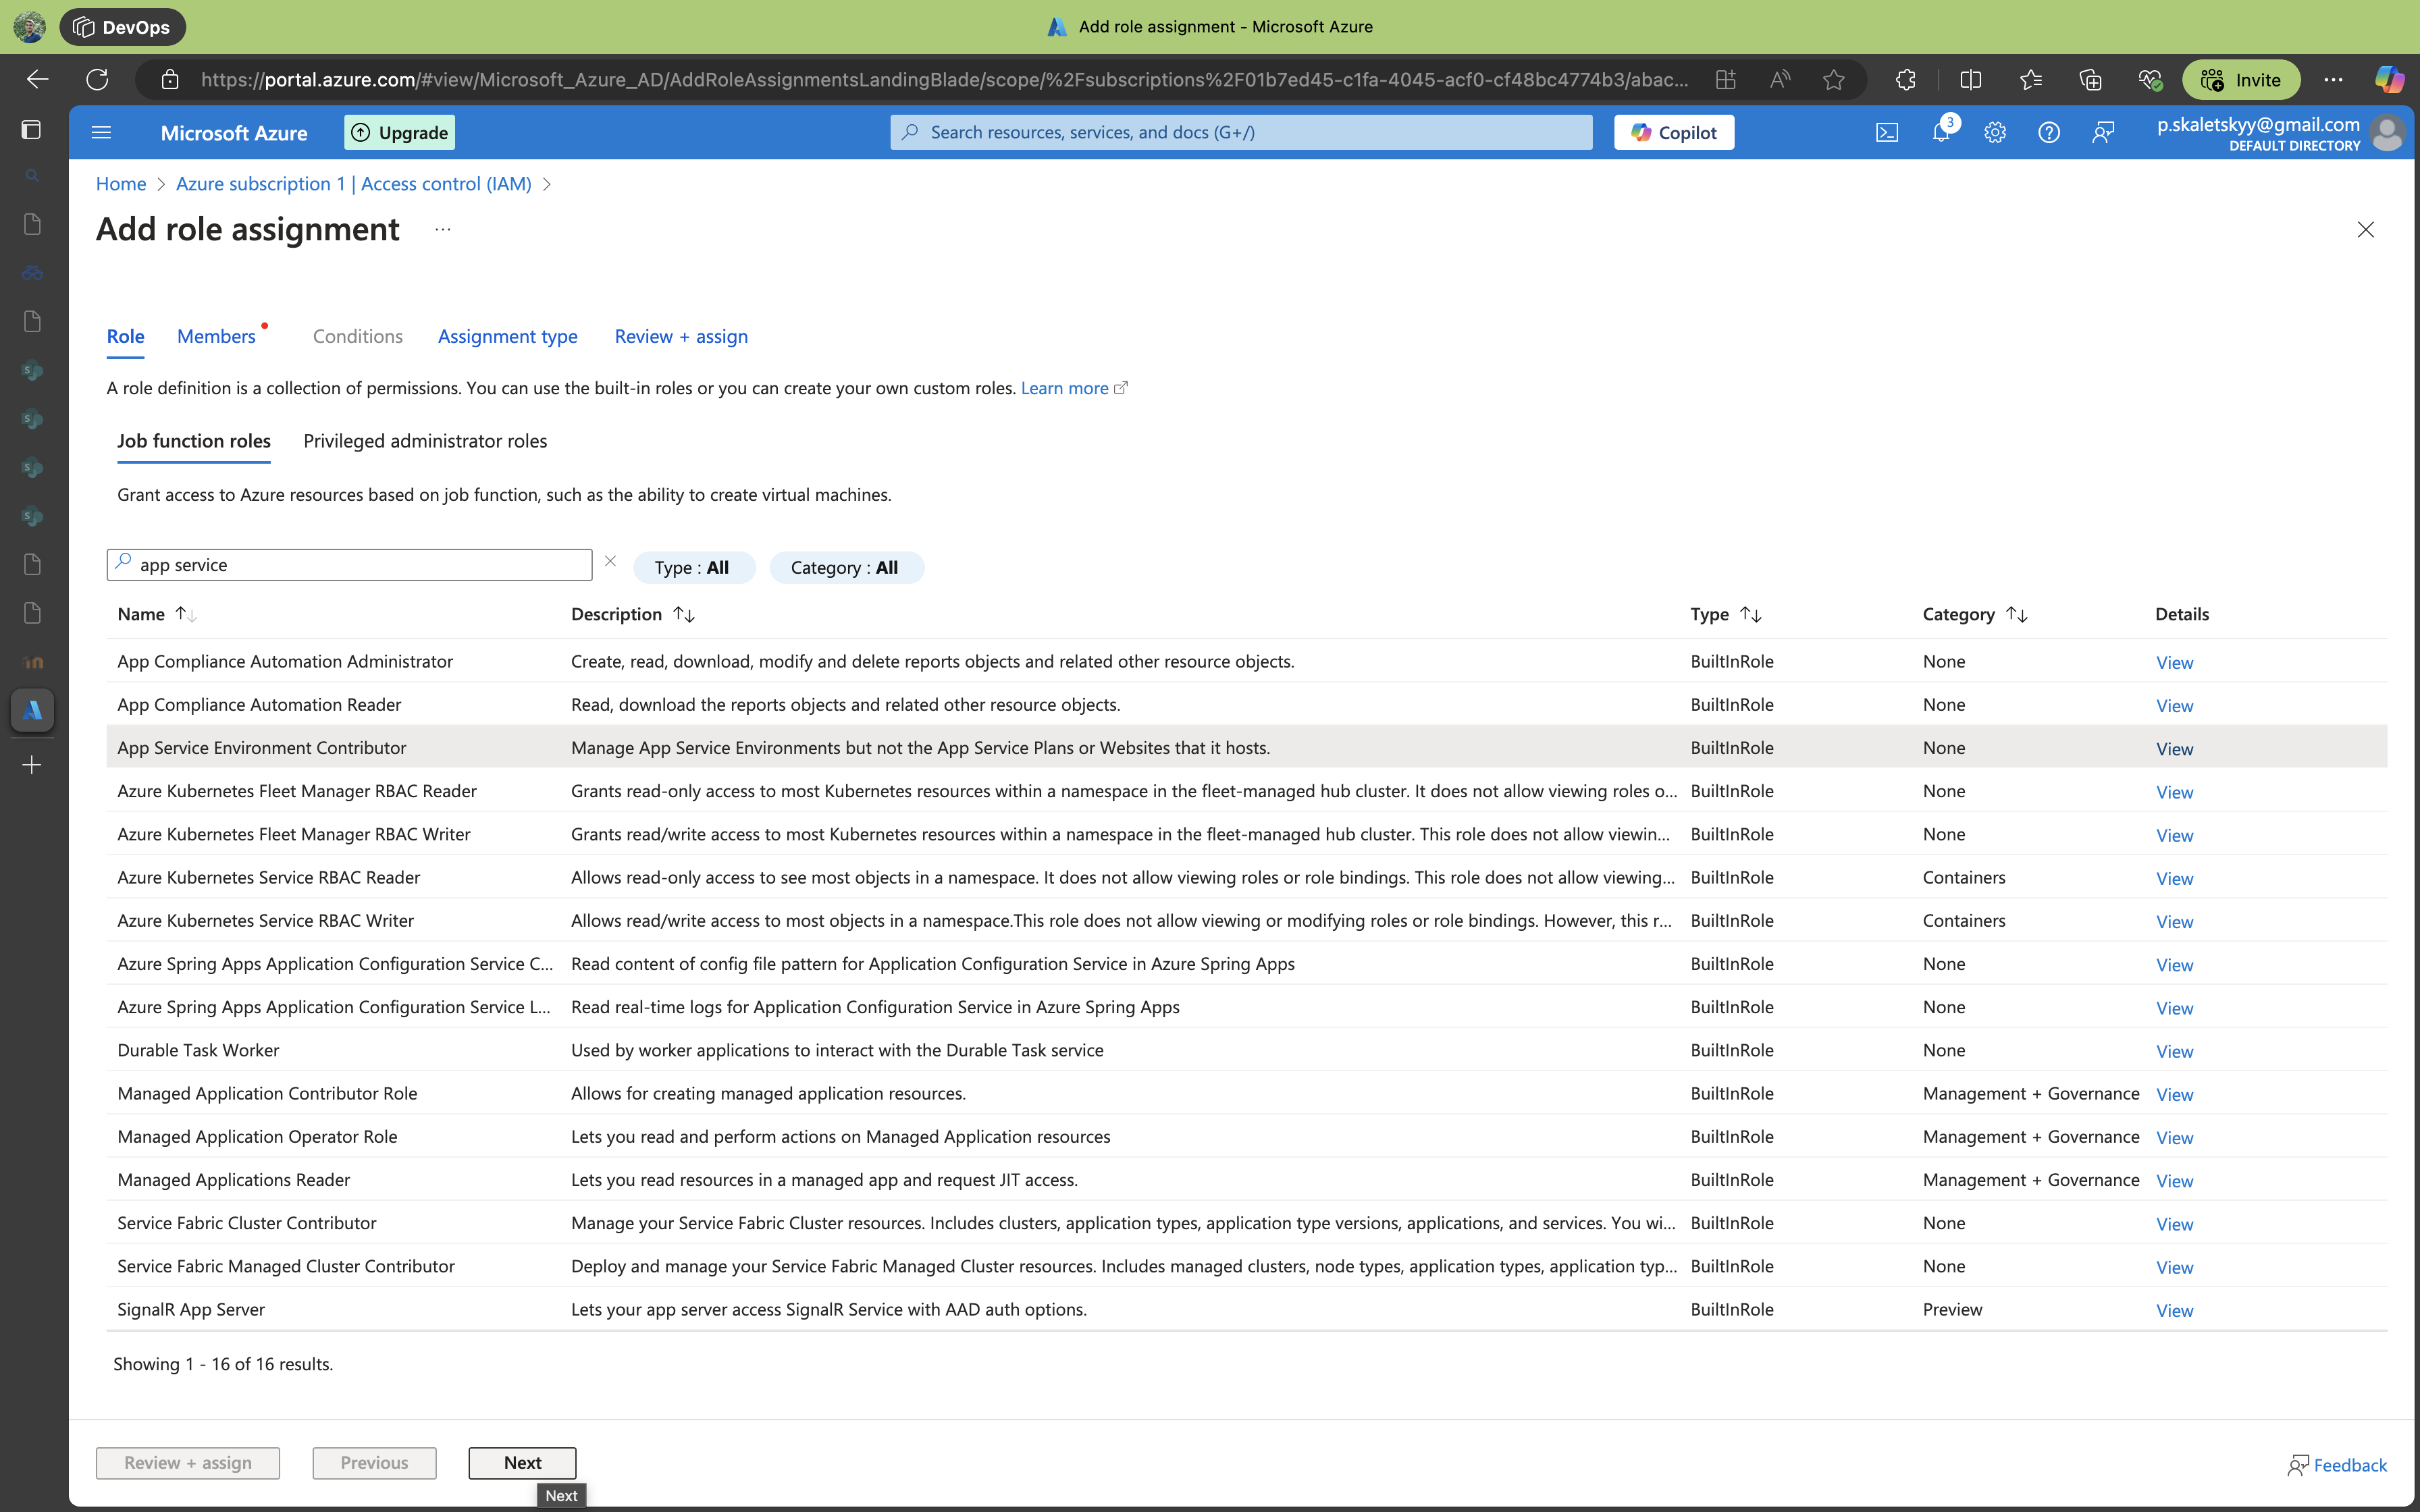 DevOps
Add role assignment - Microsoft Azure
https://portal.azure.com/#view/Microsoft_Azure_AD/AddRoleAssignmentsLandingBlade/scope/%2Fsubscriptions%2F01b7ed45-c1fa-4045-acf0-cf48bc4774b3/abac...
Invite
Microsoft Azure
Upgrade
Search resources, services, and docs (G+/)
Copilot
3
p.skaletskyy@gmail.com
DEFAULT DIRECTORY
Home > Azure subscription 1 | Access control (IAM) >
Add role assignment ...
Role Members Conditions Assignment type Review + assign
A role definition is a collection of permissions. You can use the built-in roles or you can create your own custom roles. Learn more
Job function roles Privileged administrator roles
Grant access to Azure resources based on job function, such as the ability to create virtual machines.
app service Type : All Category : All
Name Description Type Category Details
App Compliance Automation Administrator Create, read, download, modify and delete reports objects and related other resource objects. BuiltInRole None View
App Compliance Automation Reader Read, download the reports objects and related other resource objects. BuiltInRole None View
App Service Environment Contributor Manage App Service Environments but not the App Service Plans or Websites that it hosts. BuiltInRole None View
Azure Kubernetes Fleet Manager RBAC Reader Grants read-only access to most Kubernetes resources within a namespace in the fleet-managed hub cluster. It does not allow viewing roles o... BuiltInRole None View
Azure Kubernetes Fleet Manager RBAC Writer Grants read/write access to most Kubernetes resources within a namespace in the fleet-managed hub cluster. This role does not allow viewin... BuiltInRole None View
Azure Kubernetes Service RBAC Reader Allows read-only access to see most objects in a namespace. It does not allow viewing roles or role bindings. This role does not allow viewing... BuiltInRole Containers View
Azure Kubernetes Service RBAC Writer Allows read/write access to most objects in a namespace.This role does not allow viewing or modifying roles or role bindings. However, this r... BuiltInRole Containers View
Azure Spring Apps Application Configuration Service C... Read content of config file pattern for Application Configuration Service in Azure Spring Apps BuiltInRole None View
Azure Spring Apps Application Configuration Service L... Read real-time logs for Application Configuration Service in Azure Spring Apps BuiltInRole None View
Durable Task Worker Used by worker applications to interact with the Durable Task service BuiltInRole None View
Managed Application Contributor Role Allows for creating managed application resources. BuiltInRole Management + Governance View
Managed Application Operator Role Lets you read and perform actions on Managed Application resources BuiltInRole Management + Governance View
Managed Applications Reader Lets you read resources in a managed app and request JIT access. BuiltInRole Management + Governance View
Service Fabric Cluster Contributor Manage your Service Fabric Cluster resources. Includes clusters, application types, application type versions, applications, and services. You wi... BuiltInRole None View
Service Fabric Managed Cluster Contributor Deploy and manage your Service Fabric Managed Cluster resources. Includes managed clusters, node types, application types, application typ... BuiltInRole None View
SignalR App Server Lets your app server access SignalR Service with AAD auth options. BuiltInRole Preview View
Showing 1 - 16 of 16 results.
Review + assign Previous Next Feedback
Next